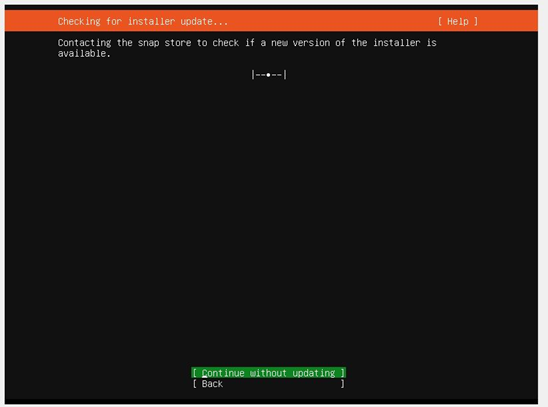 Checking for installer update... [ Help ]
Contacting the snap store to check if a new version of the installer is
available.
|--•--|
[ Continue without updating ]
[ Back ]